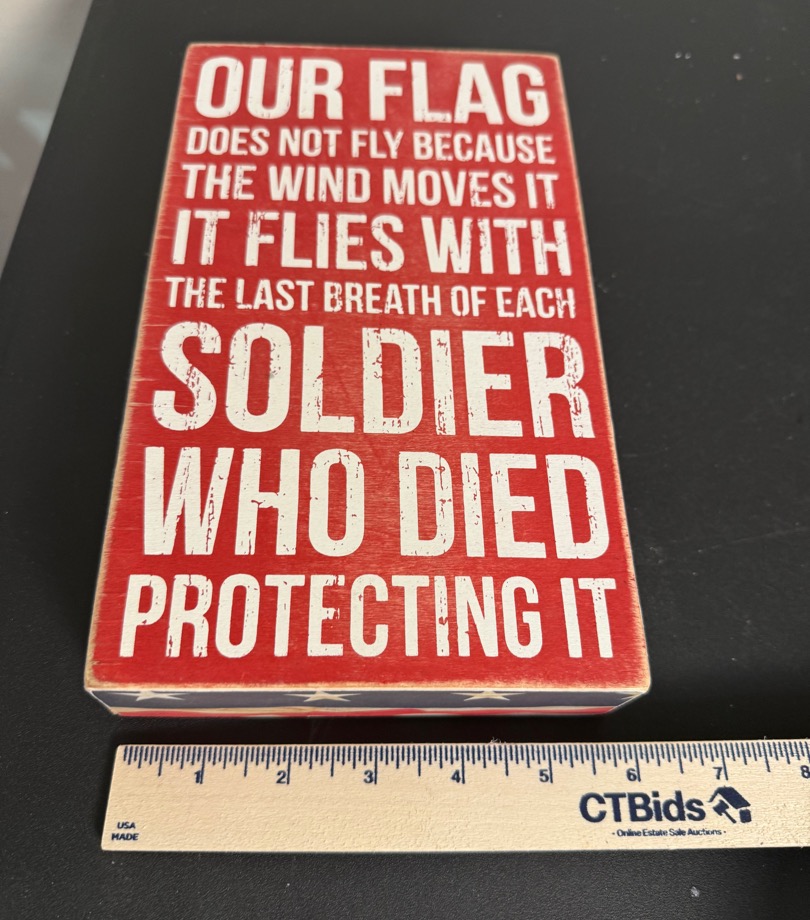 OUR FLAG
DOES NOT FLY BECAUSE
THE WIND MOVES IT
IT FLIES WITH
THE LAST BREATH OF EACH
SOLDIER
WHO DIED
PROTECTING IT
1 2 3 4 5 6 7 8
CTBids
- Online Estate Sale Auctions -
USA
MADE